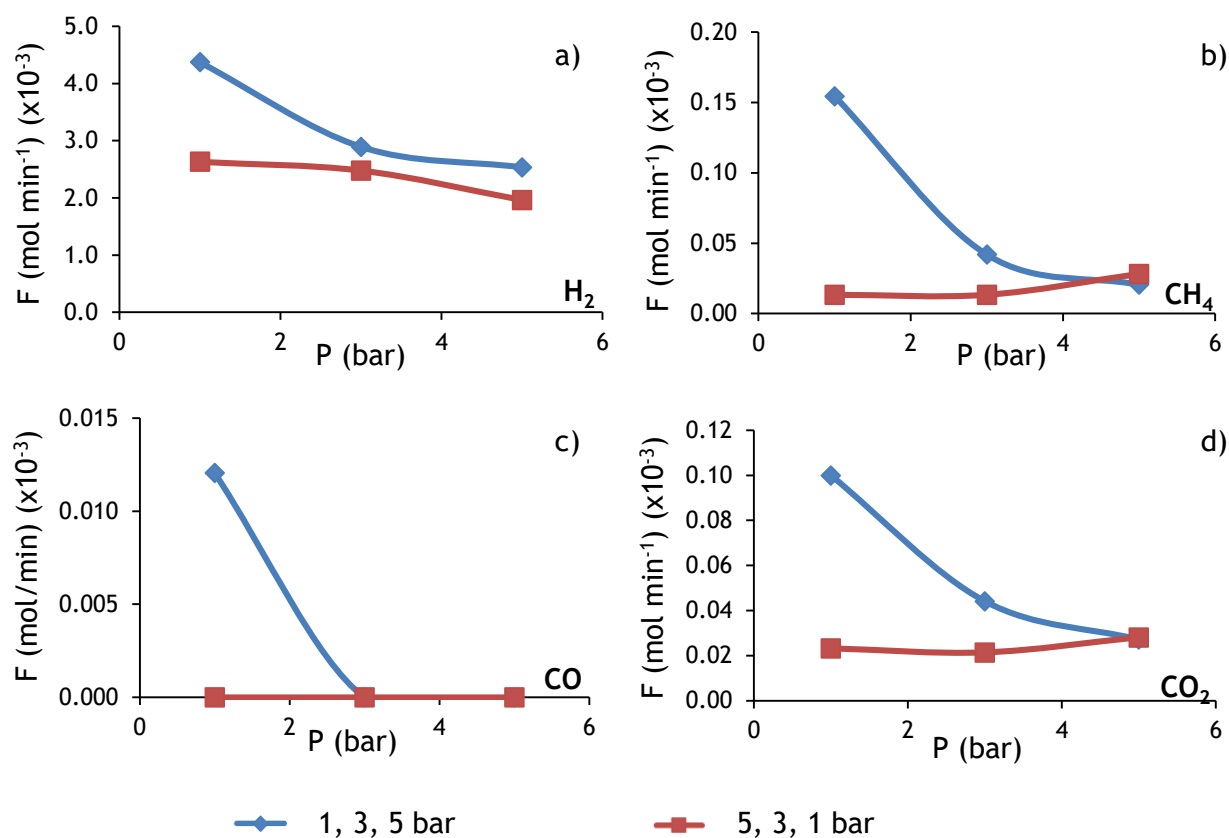 a)
F (mol min⁻¹) (x10⁻³)
5.0
4.0
3.0
2.0
1.0
0.0
0
2
4
6
P (bar)
H₂
b)
F (mol min⁻¹) (x10⁻³)
0.20
0.15
0.10
0.05
0.00
0
2
4
6
P (bar)
CH₄
c)
F (mol/min) (x10⁻³)
0.015
0.010
0.005
0.000
0
2
4
6
P (bar)
CO
d)
F (mol min⁻¹) (x10⁻³)
0.12
0.10
0.08
0.06
0.04
0.02
0.00
0
2
4
6
P (bar)
CO₂
1, 3, 5 bar
5, 3, 1 bar